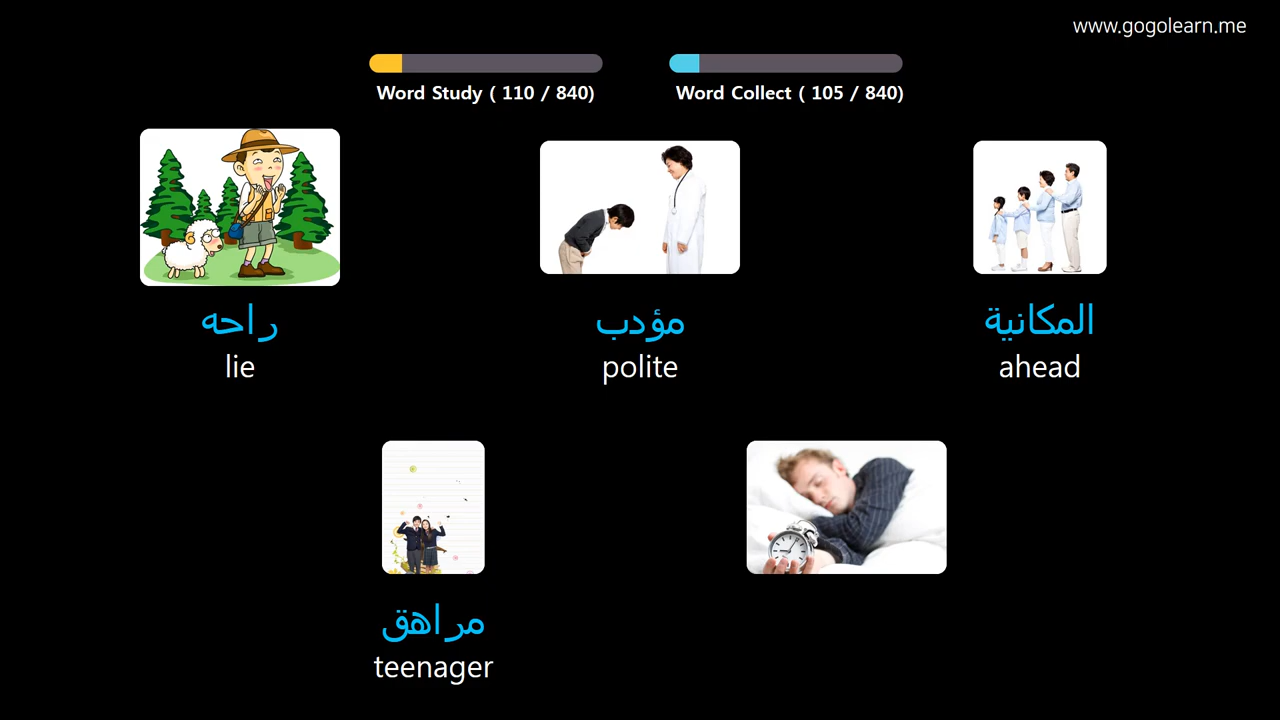 www.gogolearn.me
Word Study ( 110 / 840)
Word Collect ( 105 / 840)
راحه
lie
مؤدب
polite
المكانية
ahead
مراهق
teenager